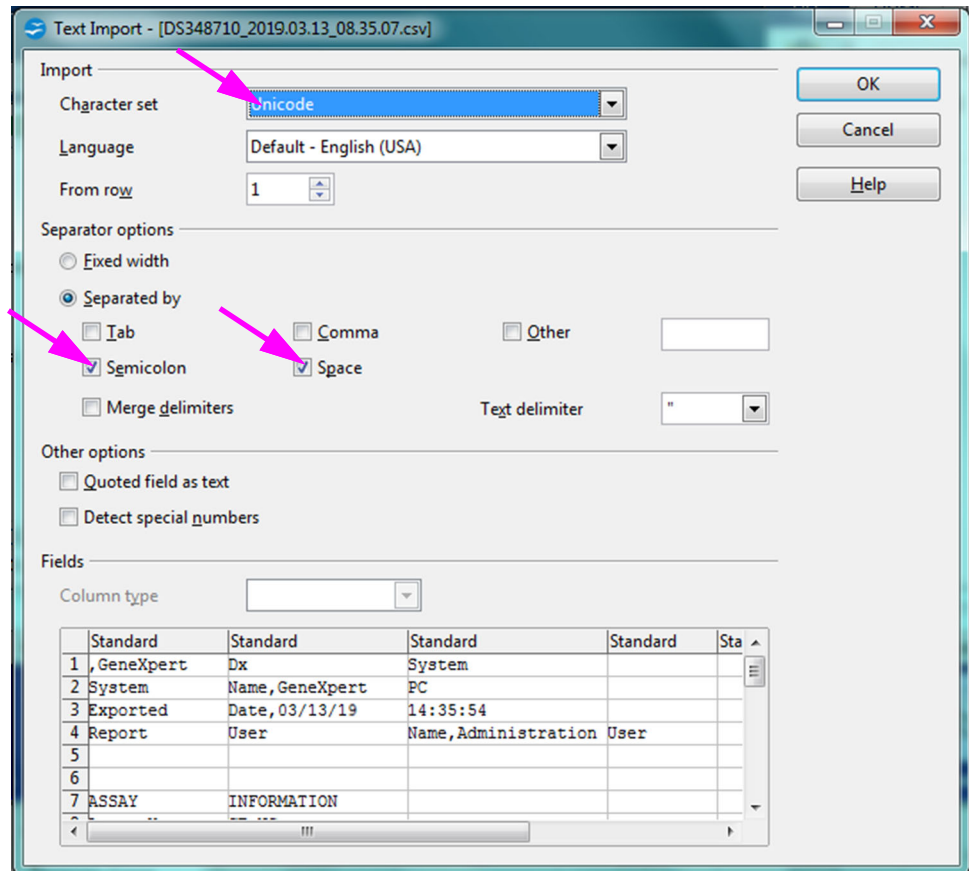 Text Import - [DS348710_2019.03.13_08.35.07.csv]
Import
Character set Unicode
OK
Language Default - English (USA)
Cancel
From row 1
Help
Separator options
Fixed width
Separated by
Tab Comma Other
Semicolon Space
Merge delimiters Text delimiter "
Other options
Quoted field as text
Detect special numbers
Fields
Column type
Standard Standard Standard Standard Sta
1 ,GeneXpert Dx System
2 System Name,GeneXpert PC
3 Exported Date,03/13/19 14:35:54
4 Report User Name,Administration User
5
6
7 ASSAY INFORMATION